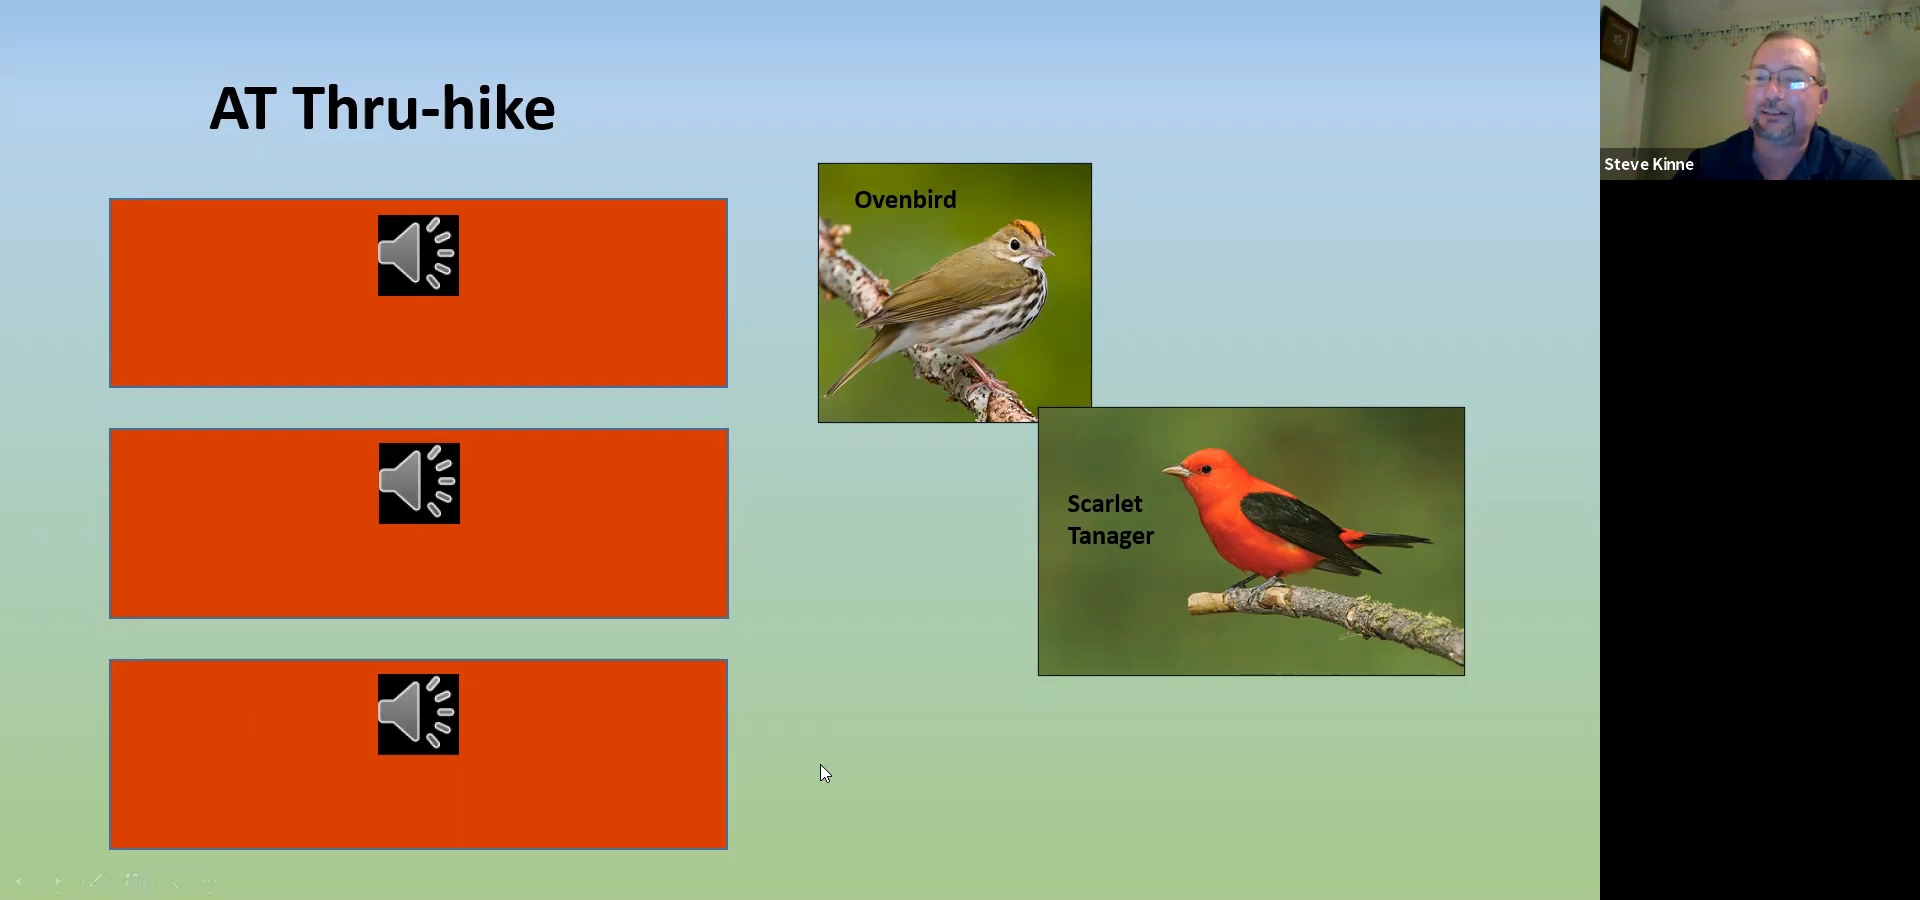 AT Thru-hike
Ovenbird
Scarlet
Tanager
Steve Kinne